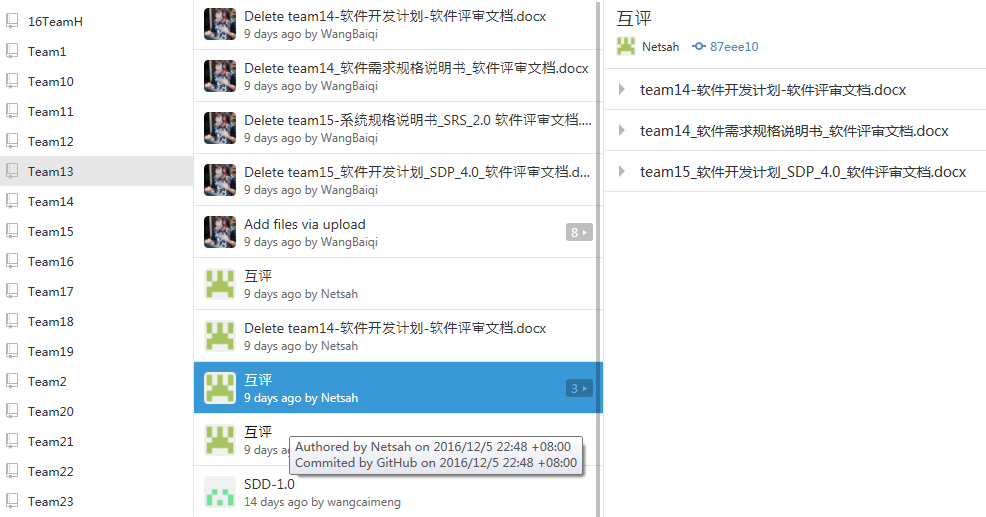 16TeamH
Team1
Team10
Team11
Team12
Team13
Team14
Team15
Team16
Team17
Team18
Team19
Team2
Team20
Team21
Team22
Team23
Delete team14-软件开发计划-软件评审文档.docx
9 days ago by WangBaiqi
Delete team14_软件需求规格说明书_软件评审文档.docx
9 days ago by WangBaiqi
Delete team15-系统规格说明书_SRS_2.0 软件评审文档....
9 days ago by WangBaiqi
Delete team15_软件开发计划_SDP_4.0_软件评审文档.d...
9 days ago by WangBaiqi
Add files via upload
8
9 days ago by WangBaiqi
互评
9 days ago by Netsah
Delete team14-软件开发计划-软件评审文档.docx
9 days ago by Netsah
互评
3
9 days ago by Netsah
互评
9 days ag
Authored by Netsah on 2016/12/5 22:48 +08:00
Commited by GitHub on 2016/12/5 22:48 +08:00
SDD-1.0
14 days ago by wangcaimeng
互评
Netsah 87eee10
team14-软件开发计划-软件评审文档.docx
team14_软件需求规格说明书_软件评审文档.docx
team15_软件开发计划_SDP_4.0_软件评审文档.docx